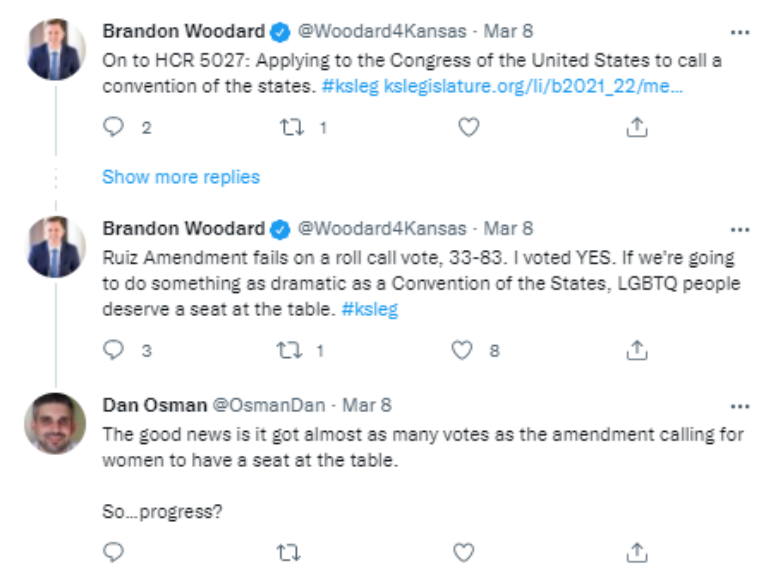 Brandon Woodard @Woodard4Kansas · Mar 8
On to HCR 5027: Applying to the Congress of the United States to call a
convention of the states. #ksleg kslegislature.org/li/b2021_22/me...
2 1
Show more replies
Brandon Woodard @Woodard4Kansas · Mar 8
Ruiz Amendment fails on a roll call vote, 33-83. I voted YES. If we're going
to do something as dramatic as a Convention of the States, LGBTQ people
deserve a seat at the table. #ksleg
3 1 8
Dan Osman @OsmanDan · Mar 8
The good news is it got almost as many votes as the amendment calling for
women to have a seat at the table.
So...progress?